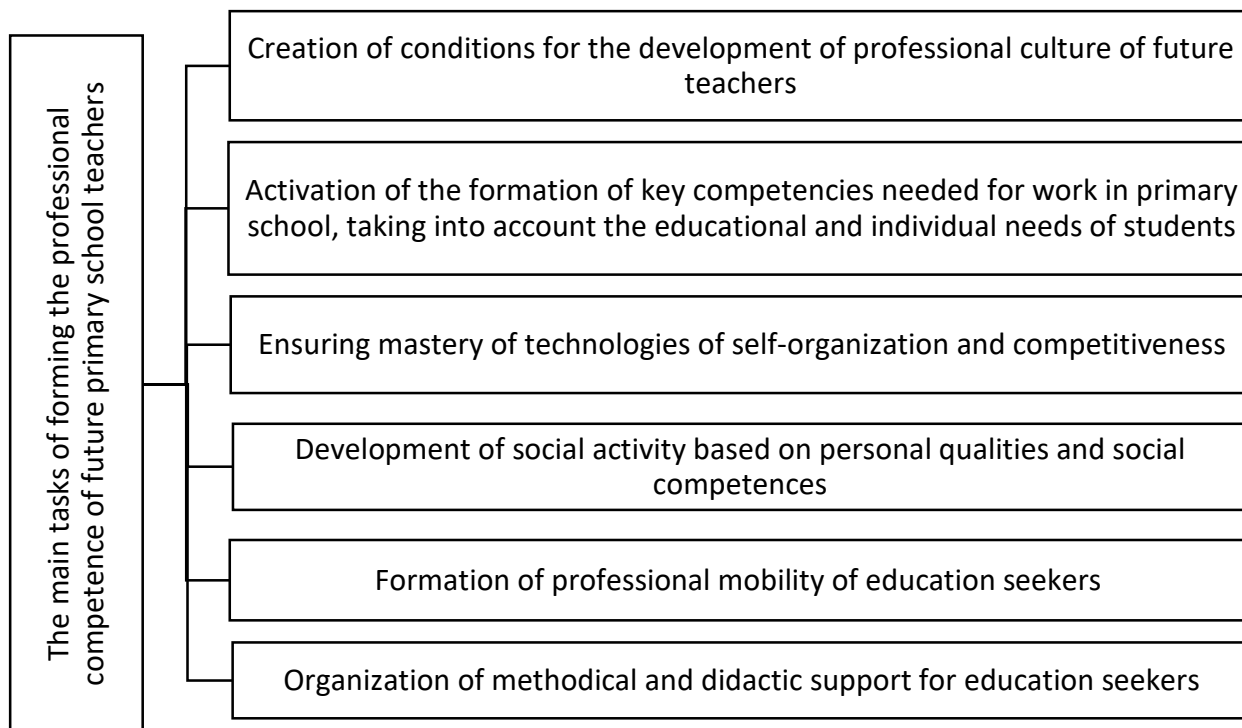 The main tasks of forming the professional
competence of future primary school teachers
Creation of conditions for the development of professional culture of future
teachers
Activation of the formation of key competencies needed for work in primary
school, taking into account the educational and individual needs of students
Ensuring mastery of technologies of self-organization and competitiveness
Development of social activity based on personal qualities and social
competences
Formation of professional mobility of education seekers
Organization of methodical and didactic support for education seekers